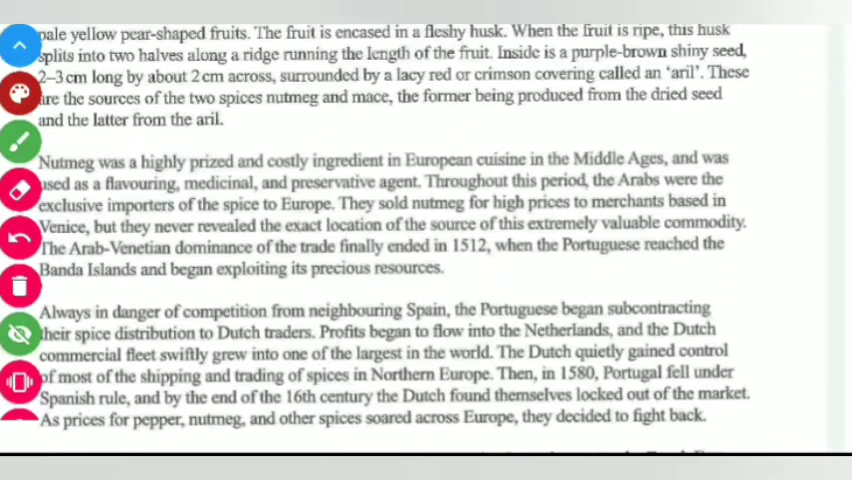 pale yellow pear-shaped fruits. The fruit is encased in a fleshy husk. When the fruit is ripe, this husk
splits into two halves along a ridge running the length of the fruit. Inside is a purple-brown shiny seed,
2–3 cm long by about 2 cm across, surrounded by a lacy red or crimson covering called an ‘aril’. These
are the sources of the two spices nutmeg and mace, the former being produced from the dried seed
and the latter from the aril.
Nutmeg was a highly prized and costly ingredient in European cuisine in the Middle Ages, and was
used as a flavouring, medicinal, and preservative agent. Throughout this period, the Arabs were the
exclusive importers of the spice to Europe. They sold nutmeg for high prices to merchants based in
Venice, but they never revealed the exact location of the source of this extremely valuable commodity.
The Arab-Venetian dominance of the trade finally ended in 1512, when the Portuguese reached the
Banda Islands and began exploiting its precious resources.
Always in danger of competition from neighbouring Spain, the Portuguese began subcontracting
their spice distribution to Dutch traders. Profits began to flow into the Netherlands, and the Dutch
commercial fleet swiftly grew into one of the largest in the world. The Dutch quietly gained control
of most of the shipping and trading of spices in Northern Europe. Then, in 1580, Portugal fell under
Spanish rule, and by the end of the 16th century the Dutch found themselves locked out of the market.
As prices for pepper, nutmeg, and other spices soared across Europe, they decided to fight back.